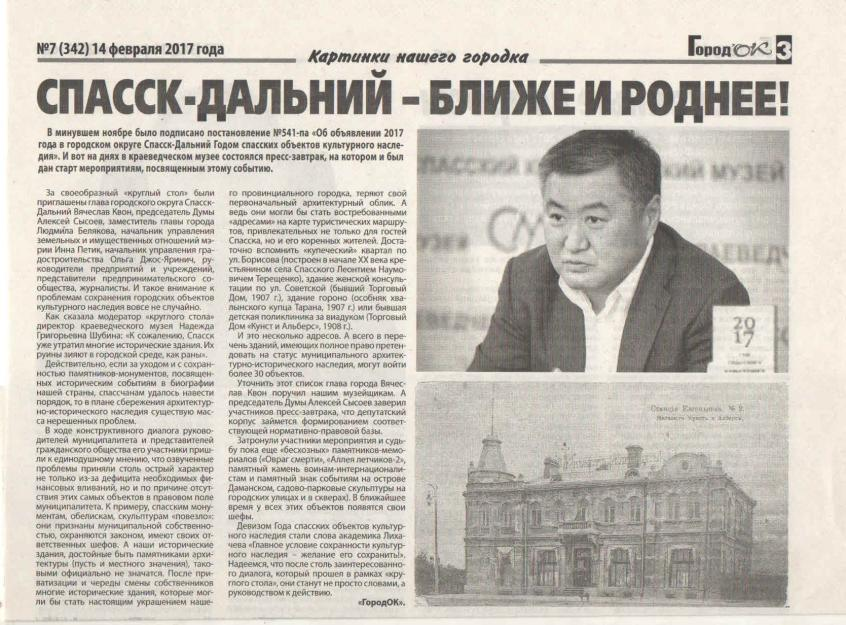 №7 (342) 14 февраля 2017 года
Картинки нашего городка
Город'ОК 3
СПАССК-ДАЛЬНИЙ – БЛИЖЕ И РОДНЕЕ!
В минувшем ноябре было подписано постановление №541-па «Об объявлении 2017
года в городском округе Спасск-Дальний Годом спасских объектов культурного насле-
дия». И вот на днях в краеведческом музее состоялся пресс-завтрак, на котором и был
дан старт мероприятиям, посвященным этому событию.
За своеобразный «круглый стол» были
приглашены глава городского округа Спасск-
Дальний Вячеслав Квон, председатель Думы
Алексей Сысоев, заместитель главы города
Людмила Белякова, начальник управления
земельных и имущественных отношений мэ-
рии Инна Петик, начальник управления гра-
достроительства Ольга Джос-Яринич, ру-
ководители предприятий и учреждений,
представители предпринимательского со-
общества, журналисты. И такое внимание к
проблемам сохранения городских объектов
культурного наследия вовсе не случайно.
Как сказала модератор «круглого стола»
директор краеведческого музея Надежда
Григорьевна Шубина: «К сожалению, Спасск
уже утратил многие исторические здания. Их
руины зияют в городской среде, как раны».
Действительно, если за уходом и с сохран-
ностью памятников-монументов, посвящен-
ных историческим событиям в биографии
нашей страны, спассчанам удалось навести
порядок, то в плане сбережения архитектур-
но-исторического наследия существую мас-
са нерешенных проблем.
В ходе конструктивного диалога руково-
дителей муниципалитета и представителей
гражданского общества его участники приш-
ли к единодушному мнению, что озвученные
проблемы приняли столь острый характер
не только из-за дефицита необходимых фи-
нансовых вливаний, но и по причине отсут-
ствия этих самых объектов в правовом поле
муниципалитета. К примеру, спасским мону-
ментам, обелискам, скульптурам «повезло»:
они признаны муниципальной собственно-
стью, охраняются законом, имеют своих от-
ветственных шефов. А наши исторические
здания, достойные быть памятниками архи-
тектуры (пусть и местного значения), тако-
выми официально не значатся. После при-
ватизации и череды смены собственников
многие исторические здания, которые мог-
ли бы стать настоящим украшением наше-
го провинциального городка, теряют свой
первоначальный архитектурный облик. А
ведь они могли бы стать востребованными
«адресами» на карте туристических маршру-
тов, привлекательных не только для гостей
Спасска, но и его коренных жителей. Доста-
точно вспомнить «купеческий» квартал по
ул. Борисова (построен в начале XX века кре-
стьянином села Спасского Леонтием Наумо-
вичем Терещенко), здание женской консуль-
тации по ул. Советской (бывший Торговый
Дом, 1907 г.), здание гороно (особняк хва-
лынского купца Тарана, 1907 г.) или бывшая
детская поликлиника за виадуком (Торговый
Дом «Кунст и Альберс», 1908 г.).
И это несколько адресов. А всего в пере-
чень зданий, имеющих полное право претен-
довать на статус муниципального архитек-
турно-исторического наследия, могут войти
более 30 объектов.
Уточнить этот список глава города Вячес-
лав Квон поручил нашим музейщикам. А
председатель Думы Алексей Сысоев заверил
участников пресс-завтрака, что депутатский
корпус займется формированием соответ-
ствующей нормативно-правовой базы.
Затронули участники мероприятия и судь-
бу пока еще «бесхозных» памятников-мемо-
риалов («Овраг смерти», «Аллея летчиков-2»,
памятный камень воинам-интернационали-
стам и памятный знак событиям на острове
Даманском, садово-парковые скульптуры на
городских улицах и в скверах). В ближайшее
время у всех этих объектов появятся свои
шефы.
Девизом Года спасских объектов культур-
ного наследия стали слова академика Лиха-
чева «Главное условие сохранности культур-
ного наследия – желание его сохранить!».
Надеемся, что после столь заинтересованно-
го диалога, который прошел в рамках «кру-
глого стола», они станут не просто словами, а
руководством к действию.
«ГородОК».
СПАССКИЙ КРАЕВЕДЧЕСКИЙ МУЗЕЙ
2017
Станція Евгеньевка. № 2.
Магазинъ Кунстъ и Альберсъ.